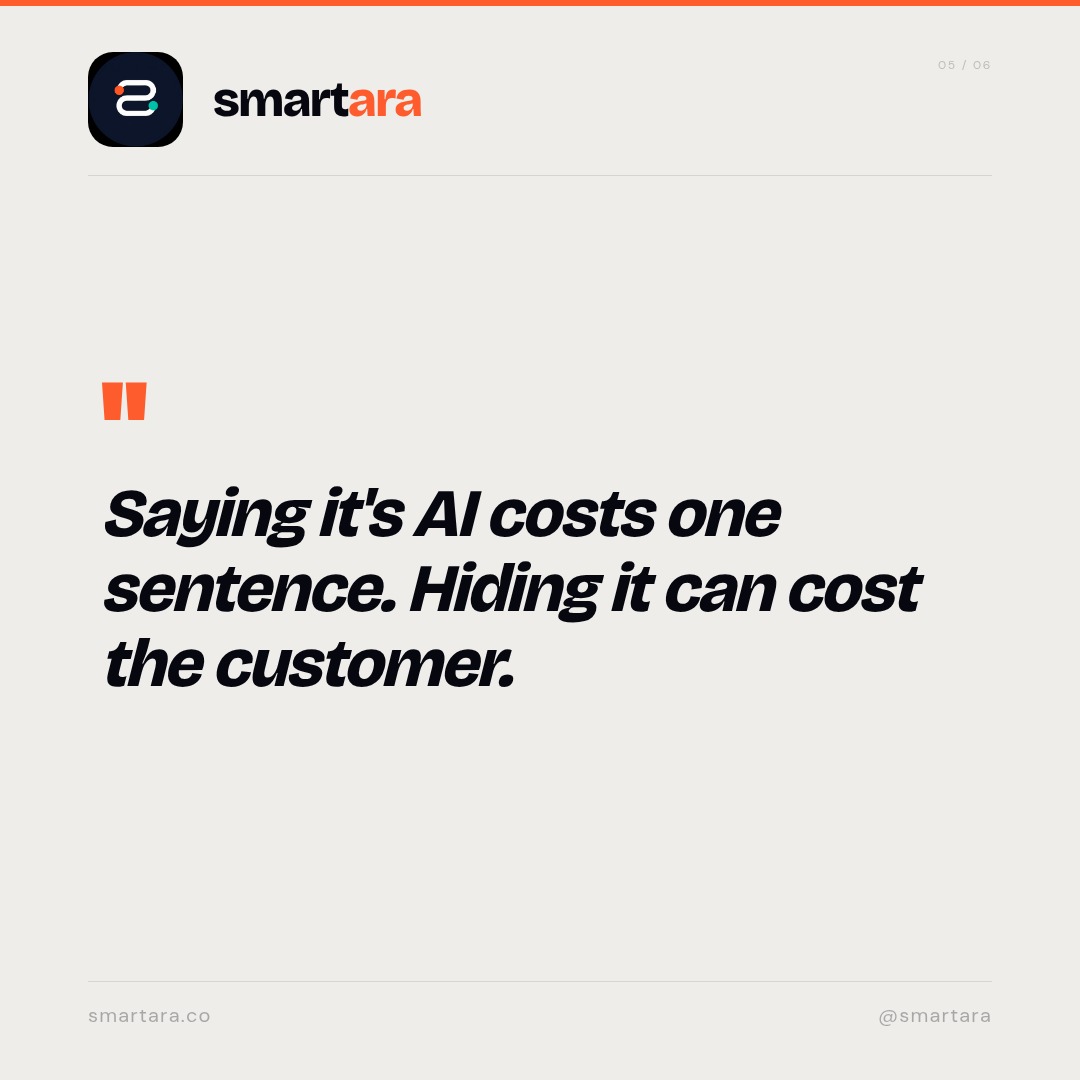 smartara
05 / 06
"
Saying it's AI costs one
sentence. Hiding it can cost
the customer.
smartara.co
@smartara